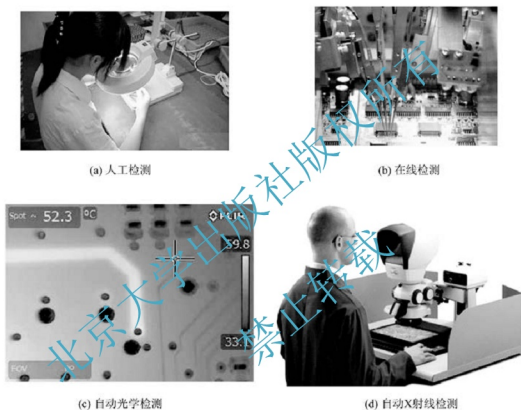 (a) 人工检测
(b) 在线检测
Spot ~ 52.3 °C
FLIR
59.8
33.
FOV
(c) 自动光学检测
(d) 自动X射线检测
北京大学出版社版权所有
禁止转载